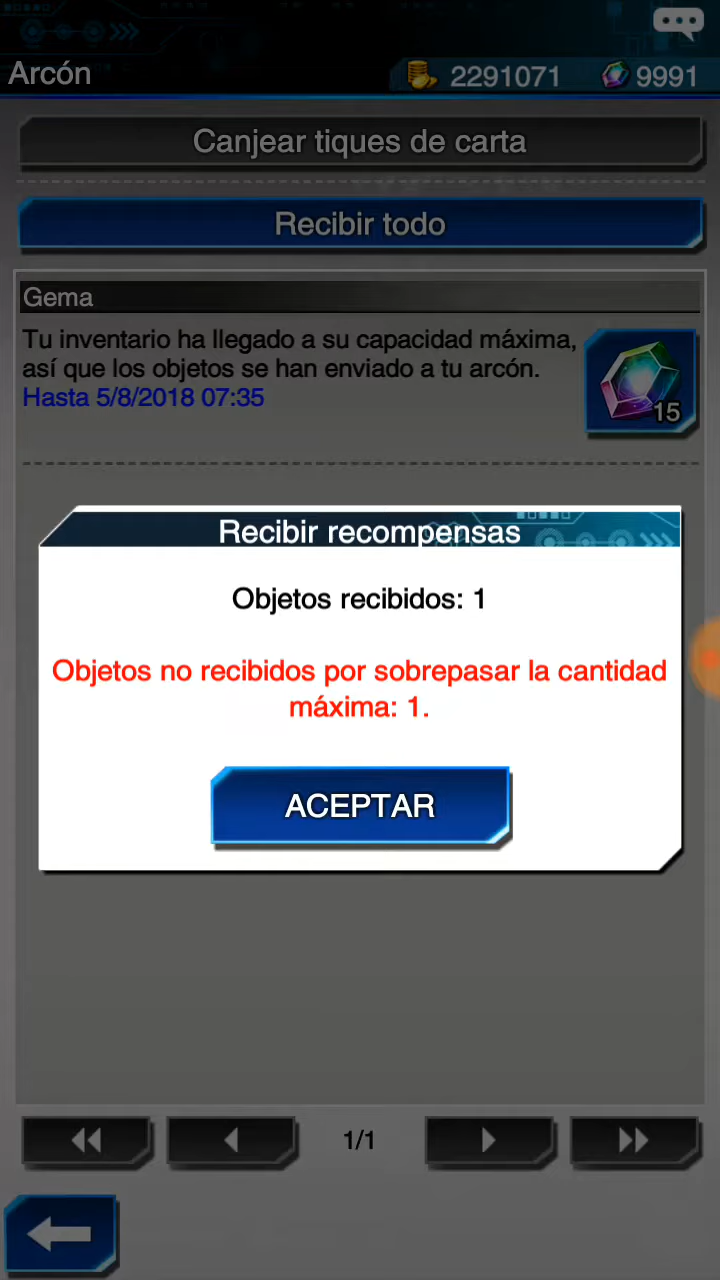 Arcón
2291071
9991
Canjear tiques de carta
Recibir todo
Gema
Tu inventario ha llegado a su capacidad máxima,
así que los objetos se han enviado a tu arcón.
Hasta 5/8/2018 07:35
15
Recibir recompensas
Objetos recibidos: 1
Objetos no recibidos por sobrepasar la cantidad
máxima: 1.
ACEPTAR
1/1